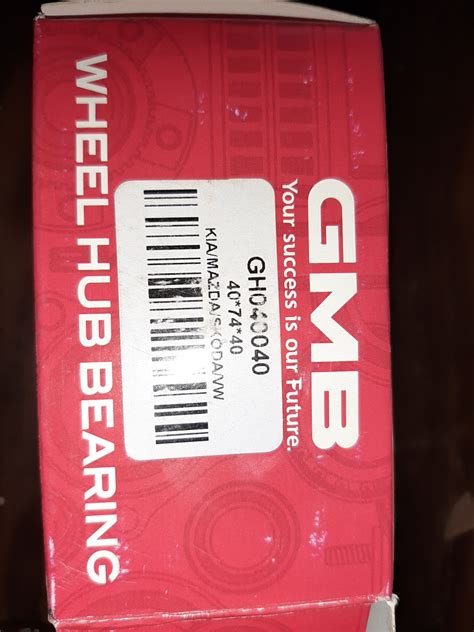 GMB
Your success is our Future.
GH040040
40*74*40
KIA/MAZDA/SKODA/VW
WHEEL HUB BEARING